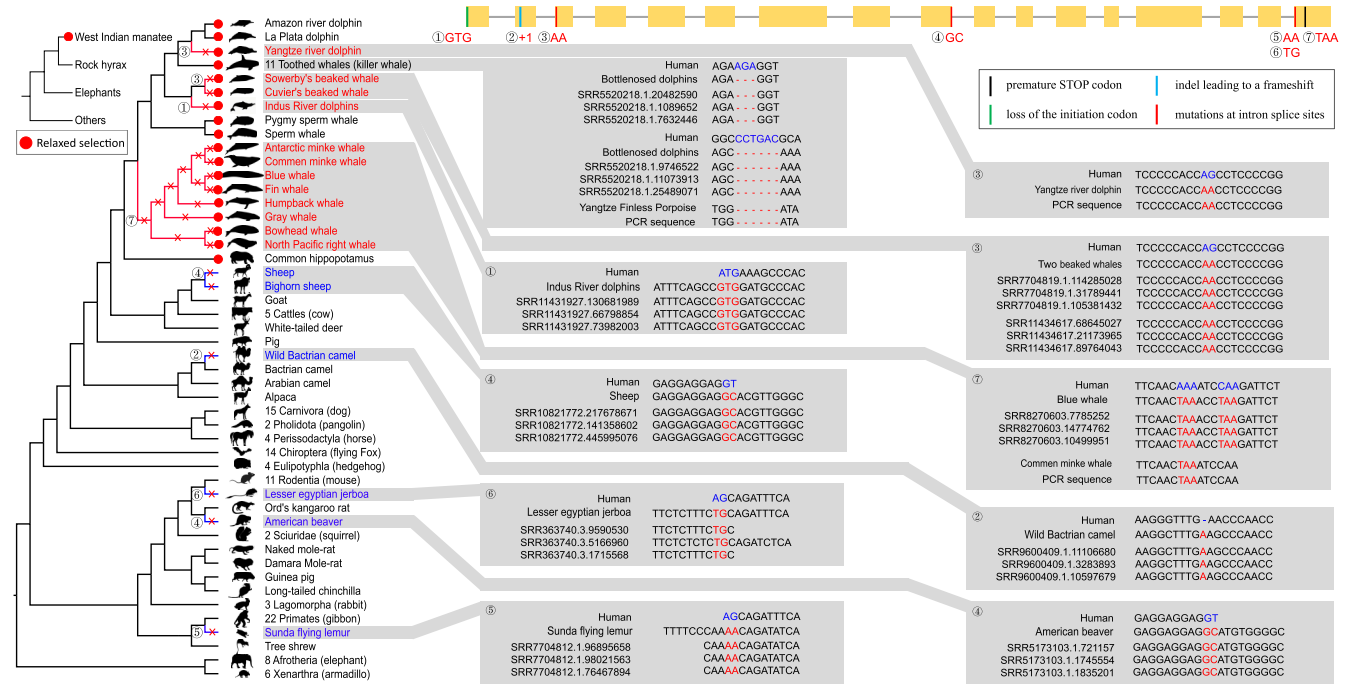 ①GTG
②+1
③AA
④GC
⑤AA
⑥TG
⑦TAA
premature STOP codon
indel leading to a frameshift
loss of the initiation codon
mutations at intron splice sites
West Indian manatee
Rock hyrax
Elephants
Others
Relaxed selection
③
③
①
⑦
④
②
⑥
④
⑤
Amazon river dolphin
La Plata dolphin
Yangtze river dolphin
11 Toothed whales (killer whale)
Sowerby's beaked whale
Cuvier's beaked whale
Indus River dolphins
Pygmy sperm whale
Sperm whale
Antarctic minke whale
Commen minke whale
Blue whale
Fin whale
Humpback whale
Gray whale
Bowhead whale
North Pacific right whale
Common hippopotamus
Sheep
Bighorn sheep
Goat
5 Cattles (cow)
White-tailed deer
Pig
Wild Bactrian camel
Bactrian camel
Arabian camel
Alpaca
15 Carnivora (dog)
2 Pholidota (pangolin)
4 Perissodactyla (horse)
14 Chiroptera (flying Fox)
4 Eulipotyphla (hedgehog)
11 Rodentia (mouse)
Lesser egyptian jerboa
Ord's kangaroo rat
American beaver
2 Sciuridae (squirrel)
Naked mole-rat
Damara Mole-rat
Guinea pig
Long-tailed chinchilla
3 Lagomorpha (rabbit)
22 Primates (gibbon)
Sunda flying lemur
Tree shrew
8 Afrotheria (elephant)
6 Xenarthra (armadillo)
Human AGAAGAGGT
Bottlenosed dolphins AGA---GGT
SRR5520218.1.20482590 AGA---GGT
SRR5520218.1.1089652 AGA---GGT
SRR5520218.1.7632446 AGA---GGT
Human GGCCCTGACGCA
Bottlenosed dolphins AGC------AAA
SRR5520218.1.9746522 AGC------AAA
SRR5520218.1.11073913 AGC------AAA
SRR5520218.1.25489071 AGC------AAA
Yangtze Finless Porpoise TGG------ATA
PCR sequence TGG------ATA
①
Human ATGAAAGCCCAC
Indus River dolphins ATTTCAGCCGTGGATGCCCAC
SRR11431927.130681989 ATTTCAGCCGTGGATGCCCAC
SRR11431927.66798854 ATTTCAGCCGTGGATGCCCAC
SRR11431927.73982003 ATTTCAGCCGTGGATGCCCAC
④
Human GAGGAGGAGGT
Sheep GAGGAGGAGGCACGTTGGGC
SRR10821772.217678671 GAGGAGGAGGCACGTTGGGC
SRR10821772.141358602 GAGGAGGAGGCACGTTGGGC
SRR10821772.445995076 GAGGAGGAGGCACGTTGGGC
⑥
Human AGCAGATTTCA
Lesser egyptian jerboa TTCTCTTTCTGCAGATTTCA
SRR363740.3.9590530 TTCTCTTTCTGC
SRR363740.3.5166960 TTCTCTCTCTGCAGATCTCA
SRR363740.3.1715568 TTCTCTTTCTGC
⑤
Human AGCAGATTTCA
Sunda flying lemur TTTTCCCAAAACAGATATCA
SRR7704812.1.96895658 CAAAACAGATATCA
SRR7704812.1.98021563 CAAAACAGATATCA
SRR7704812.1.76467894 CAAAACAGATATCA
③
Human TCCCCCACCAGCCTCCCCGG
Yangtze river dolphin TCCCCCACCAACCTCCCCGG
PCR sequence TCCCCCACCAACCTCCCCGG
③
Human TCCCCCACCAGCCTCCCCGG
Two beaked whales TCCCCCACCAACCTCCCCGG
SRR7704819.1.114285028 TCCCCCACCAACCTCCCCGG
SRR7704819.1.31789441 TCCCCCACCAACCTCCCCGG
SRR7704819.1.105381432 TCCCCCACCAACCTCCCCGG
SRR11434617.68645027 TCCCCCACCAACCTCCCCGG
SRR11434617.21173965 TCCCCCACCAACCTCCCCGG
SRR11434617.89764043 TCCCCCACCAACCTCCCCGG
⑦
Human TTCAACAAAATCCAAGATTCT
Blue whale TTCAACTAAACCTAAGATTCT
SRR8270603.7785252 TTCAACTAAACCTAAGATTCT
SRR8270603.14774762 TTCAACTAAACCTAAGATTCT
SRR8270603.10499951 TTCAACTAAACCTAAGATTCT
Commen minke whale TTCAACTAAATCCAA
PCR sequence TTCAACTAAATCCAA
②
Human AAGGGTTTG-AACCCAACC
Wild Bactrian camel AAGGCTTTGAAGCCCAACC
SRR9600409.1.11106680 AAGGCTTTGAAGCCCAACC
SRR9600409.1.3283893 AAGGCTTTGAAGCCCAACC
SRR9600409.1.10597679 AAGGCTTTGAAGCCCAACC
④
Human GAGGAGGAGGT
American beaver GAGGAGGAGGCATGTGGGGC
SRR5173103.1.721157 GAGGAGGAGGCATGTGGGGC
SRR5173103.1.1745554 GAGGAGGAGGCATGTGGGGC
SRR5173103.1.1835201 GAGGAGGAGGCATGTGGGGC